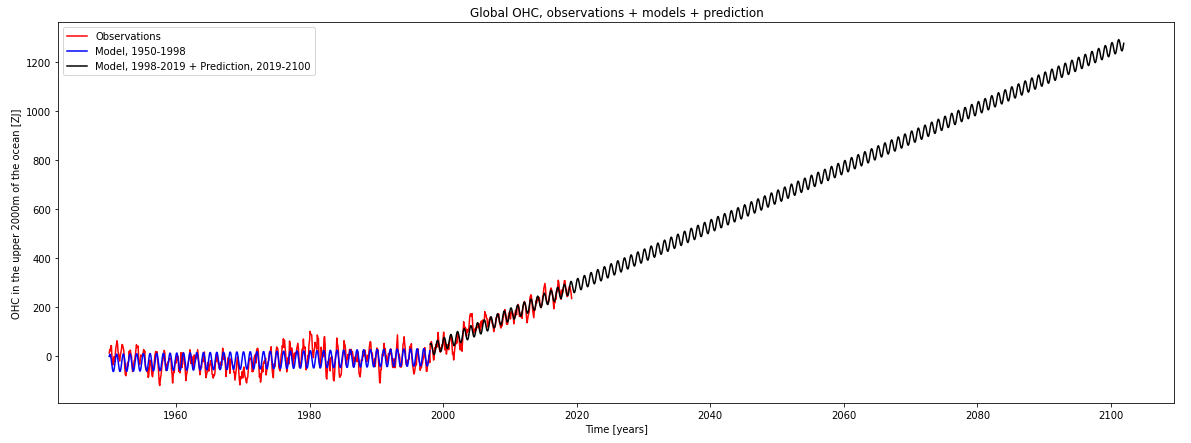 Global OHC, observations + models + prediction
Observations
Model, 1950-1998
Model, 1998-2019 + Prediction, 2019-2100
OHC in the upper 2000m of the ocean [ZJ]
1200
1000
800
600
400
200
0
1960 1980 2000 2020 2040 2060 2080 2100
Time [years]